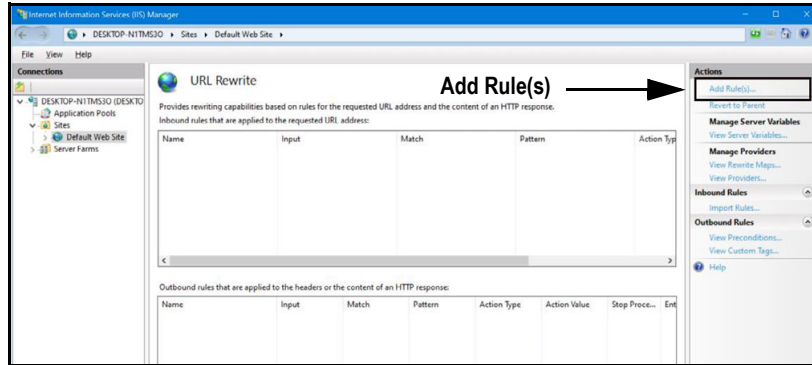 Internet Information Services (IIS) Manager
DESKTOP-N1TMS3O Sites Default Web Site
File View Help
Connections
DESKTOP-N1TMS3O (DESKTO
Application Pools
Sites
Default Web Site
Server Farms
URL Rewrite
Add Rule(s)
Provides rewriting capabilities based on rules for the requested URL address and the content of an HTTP response.
Inbound rules that are applied to the requested URL address:
Name Input Match Pattern Action Typ
Outbound rules that are applied to the headers or the content of an HTTP response:
Name Input Match Pattern Action Type Action Value Stop Proce... Ent
Actions
Add Rule(s)...
Revert to Parent
Manage Server Variables
View Server Variables...
Manage Providers
View Rewrite Maps...
View Providers...
Inbound Rules
Import Rules...
Outbound Rules
View Preconditions...
View Custom Tags...
Help